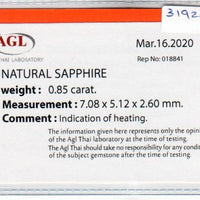 3192
AGL
THAI LABORATORY
Mar.16.2020
Rep No: 018841
NATURAL SAPPHIRE
weight: 0.85 carat.
Measurement : 7.08 x 5.12 x 2.60 mm.
Comment : Indication of heating.
The information given here represents only the opinion
of the Agl Thai laboratory at the time of testing.
The Agl Thai should take no responsibility for any condition
of the subject gemstone after the time of testing.